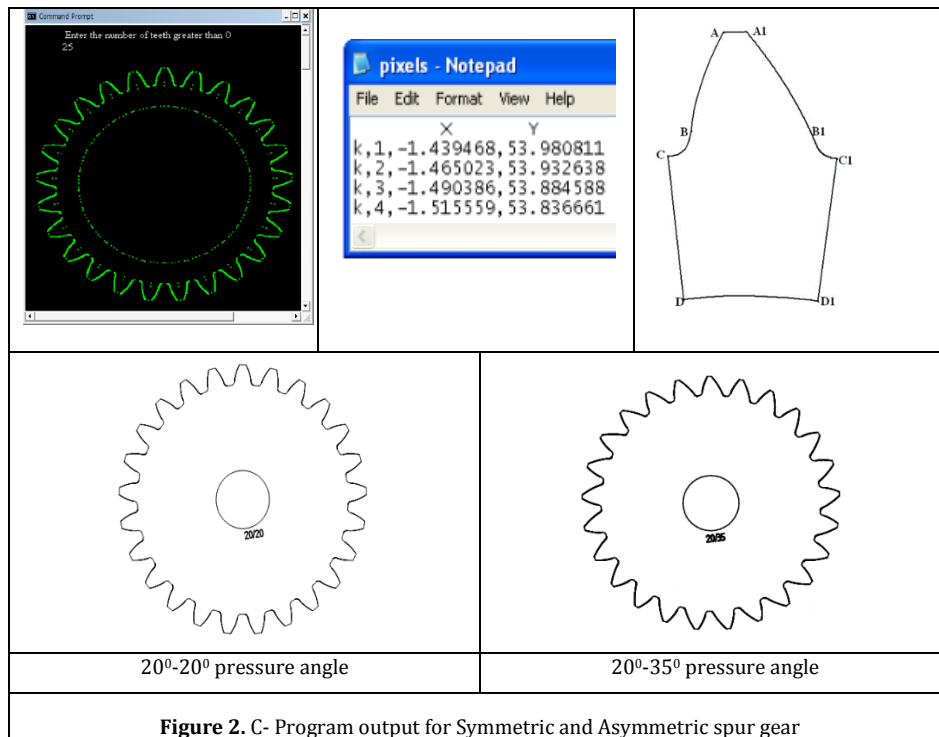 Command Prompt
Enter the number of teeth greater than 0
25
pixels - Notepad
File Edit Format View Help
X Y
k,1,-1.439468,53.980811
k,2,-1.465023,53.932638
k,3,-1.490386,53.884588
k,4,-1.515559,53.836661
A A1
B B1
C C1
D D1
20/20
20/35
20⁰-20⁰ pressure angle
20⁰-35⁰ pressure angle
Figure 2. C- Program output for Symmetric and Asymmetric spur gear